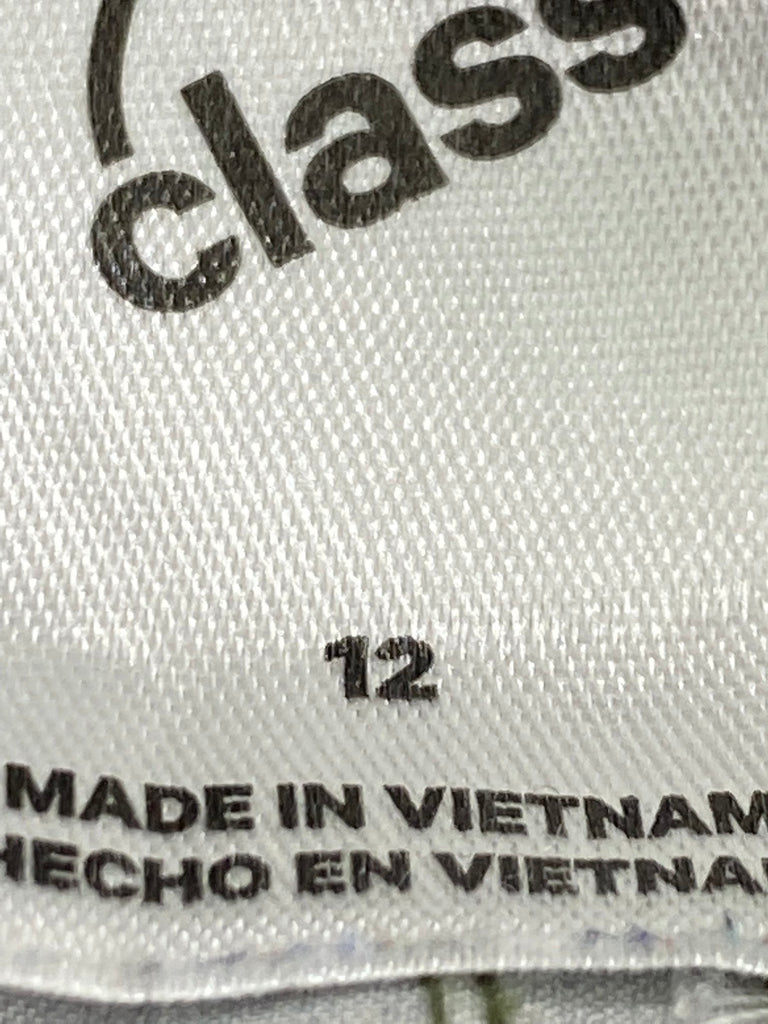 class
12
MADE IN VIETNAM
HECHO EN VIETNA